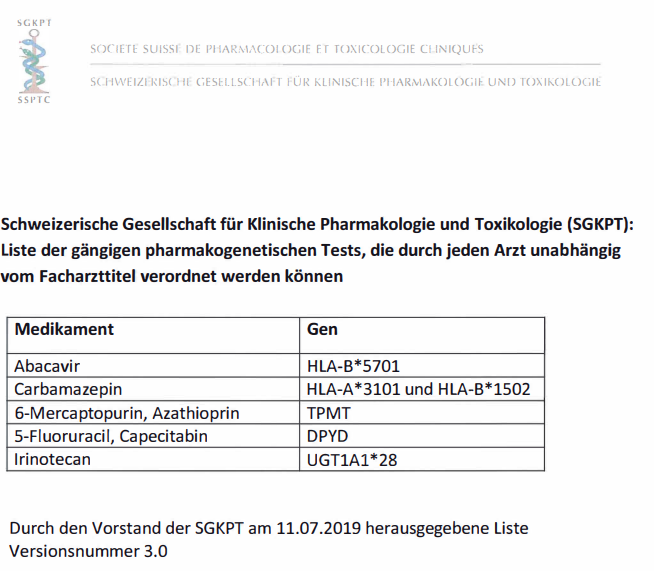 SGKPT
SSPTC
SOCIETE SUISSE DE PHARMACOLOGIE ET TOXICOLOGIE CLINIQUES
SCHWEIZERISCHE GESELLSCHAFT FÜR KLINISCHE PHARMAKOLOGIE UND TOXIKOLOGIE
Schweizerische Gesellschaft für Klinische Pharmakologie und Toxikologie (SGKPT):
Liste der gängigen pharmakogenetischen Tests, die durch jeden Arzt unabhängig
vom Facharzttitel verordnet werden können
Medikament Gen
Abacavir HLA-B*5701
Carbamazepin HLA-A*3101 und HLA-B*1502
6-Mercaptopurin, Azathioprin TPMT
5-Fluoruracil, Capecitabin DPYD
Irinotecan UGT1A1*28
Durch den Vorstand der SGKPT am 11.07.2019 herausgegebene Liste
Versionsnummer 3.0